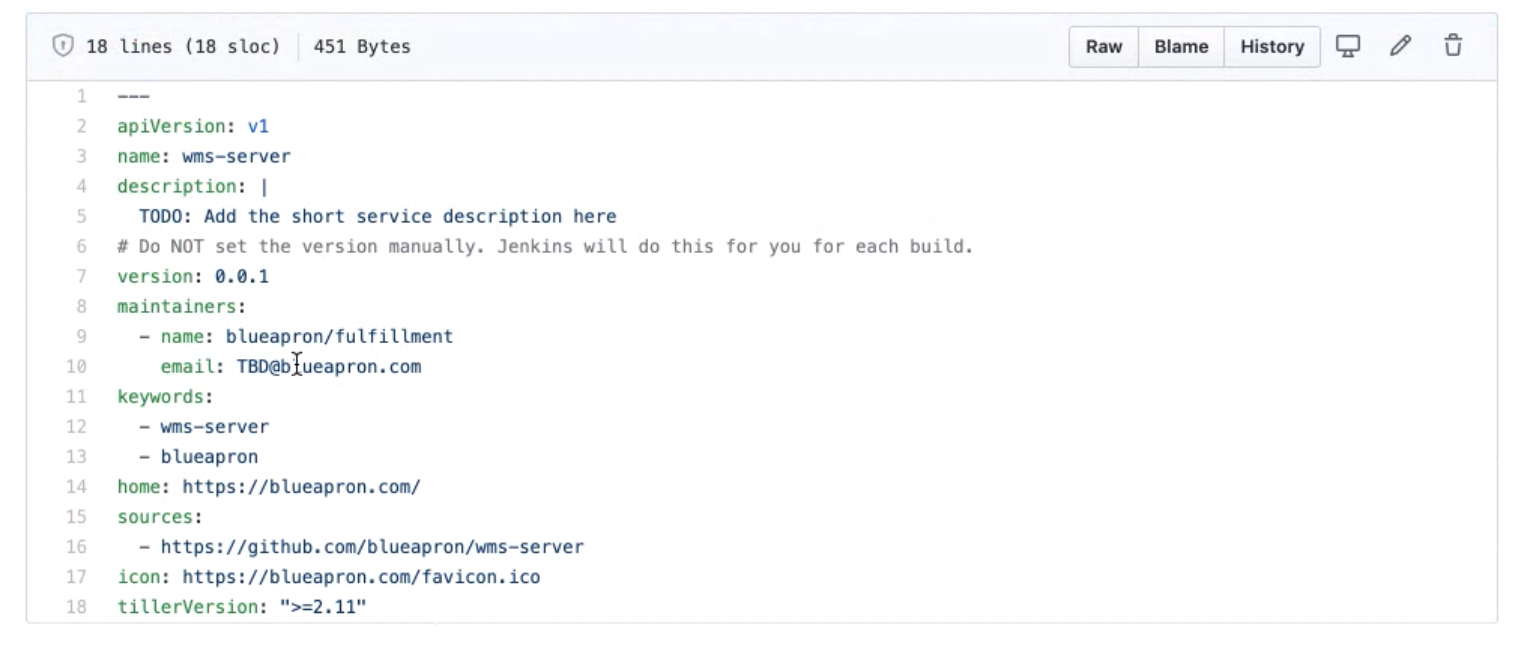 18 lines (18 sloc) 451 Bytes Raw Blame History
1 ---
2 apiVersion: v1
3 name: wms-server
4 description: |
5   TODO: Add the short service description here
6 # Do NOT set the version manually. Jenkins will do this for you for each build.
7 version: 0.0.1
8 maintainers:
9   - name: blueapron/fulfillment
10     email: TBD@blueapron.com
11 keywords:
12   - wms-server
13   - blueapron
14 home: https://blueapron.com/
15 sources:
16   - https://github.com/blueapron/wms-server
17 icon: https://blueapron.com/favicon.ico
18 tillerVersion: ">=2.11"